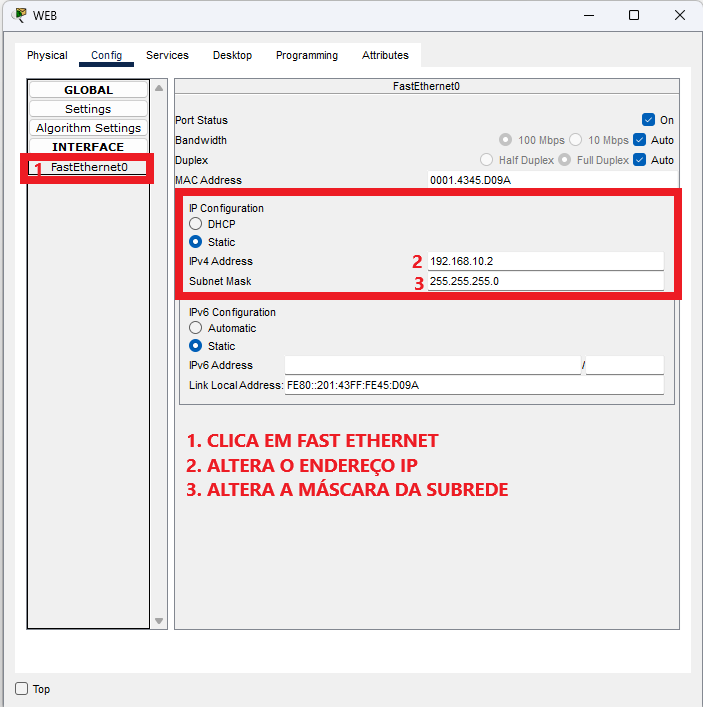 WEB
Physical Config Services Desktop Programming Attributes
GLOBAL
Settings
Algorithm Settings
INTERFACE
1 FastEthernet0
FastEthernet0
Port Status On
Bandwidth 100 Mbps 10 Mbps Auto
Duplex Half Duplex Full Duplex Auto
MAC Address 0001.4345.D09A
IP Configuration
DHCP
Static
IPv4 Address 2 192.168.10.2
Subnet Mask 3 255.255.255.0
IPv6 Configuration
Automatic
Static
IPv6 Address /
Link Local Address: FE80::201:43FF:FE45:D09A
1. CLICA EM FAST ETHERNET
2. ALTERA O ENDEREÇO IP
3. ALTERA A MÁSCARA DA SUBREDE
Top